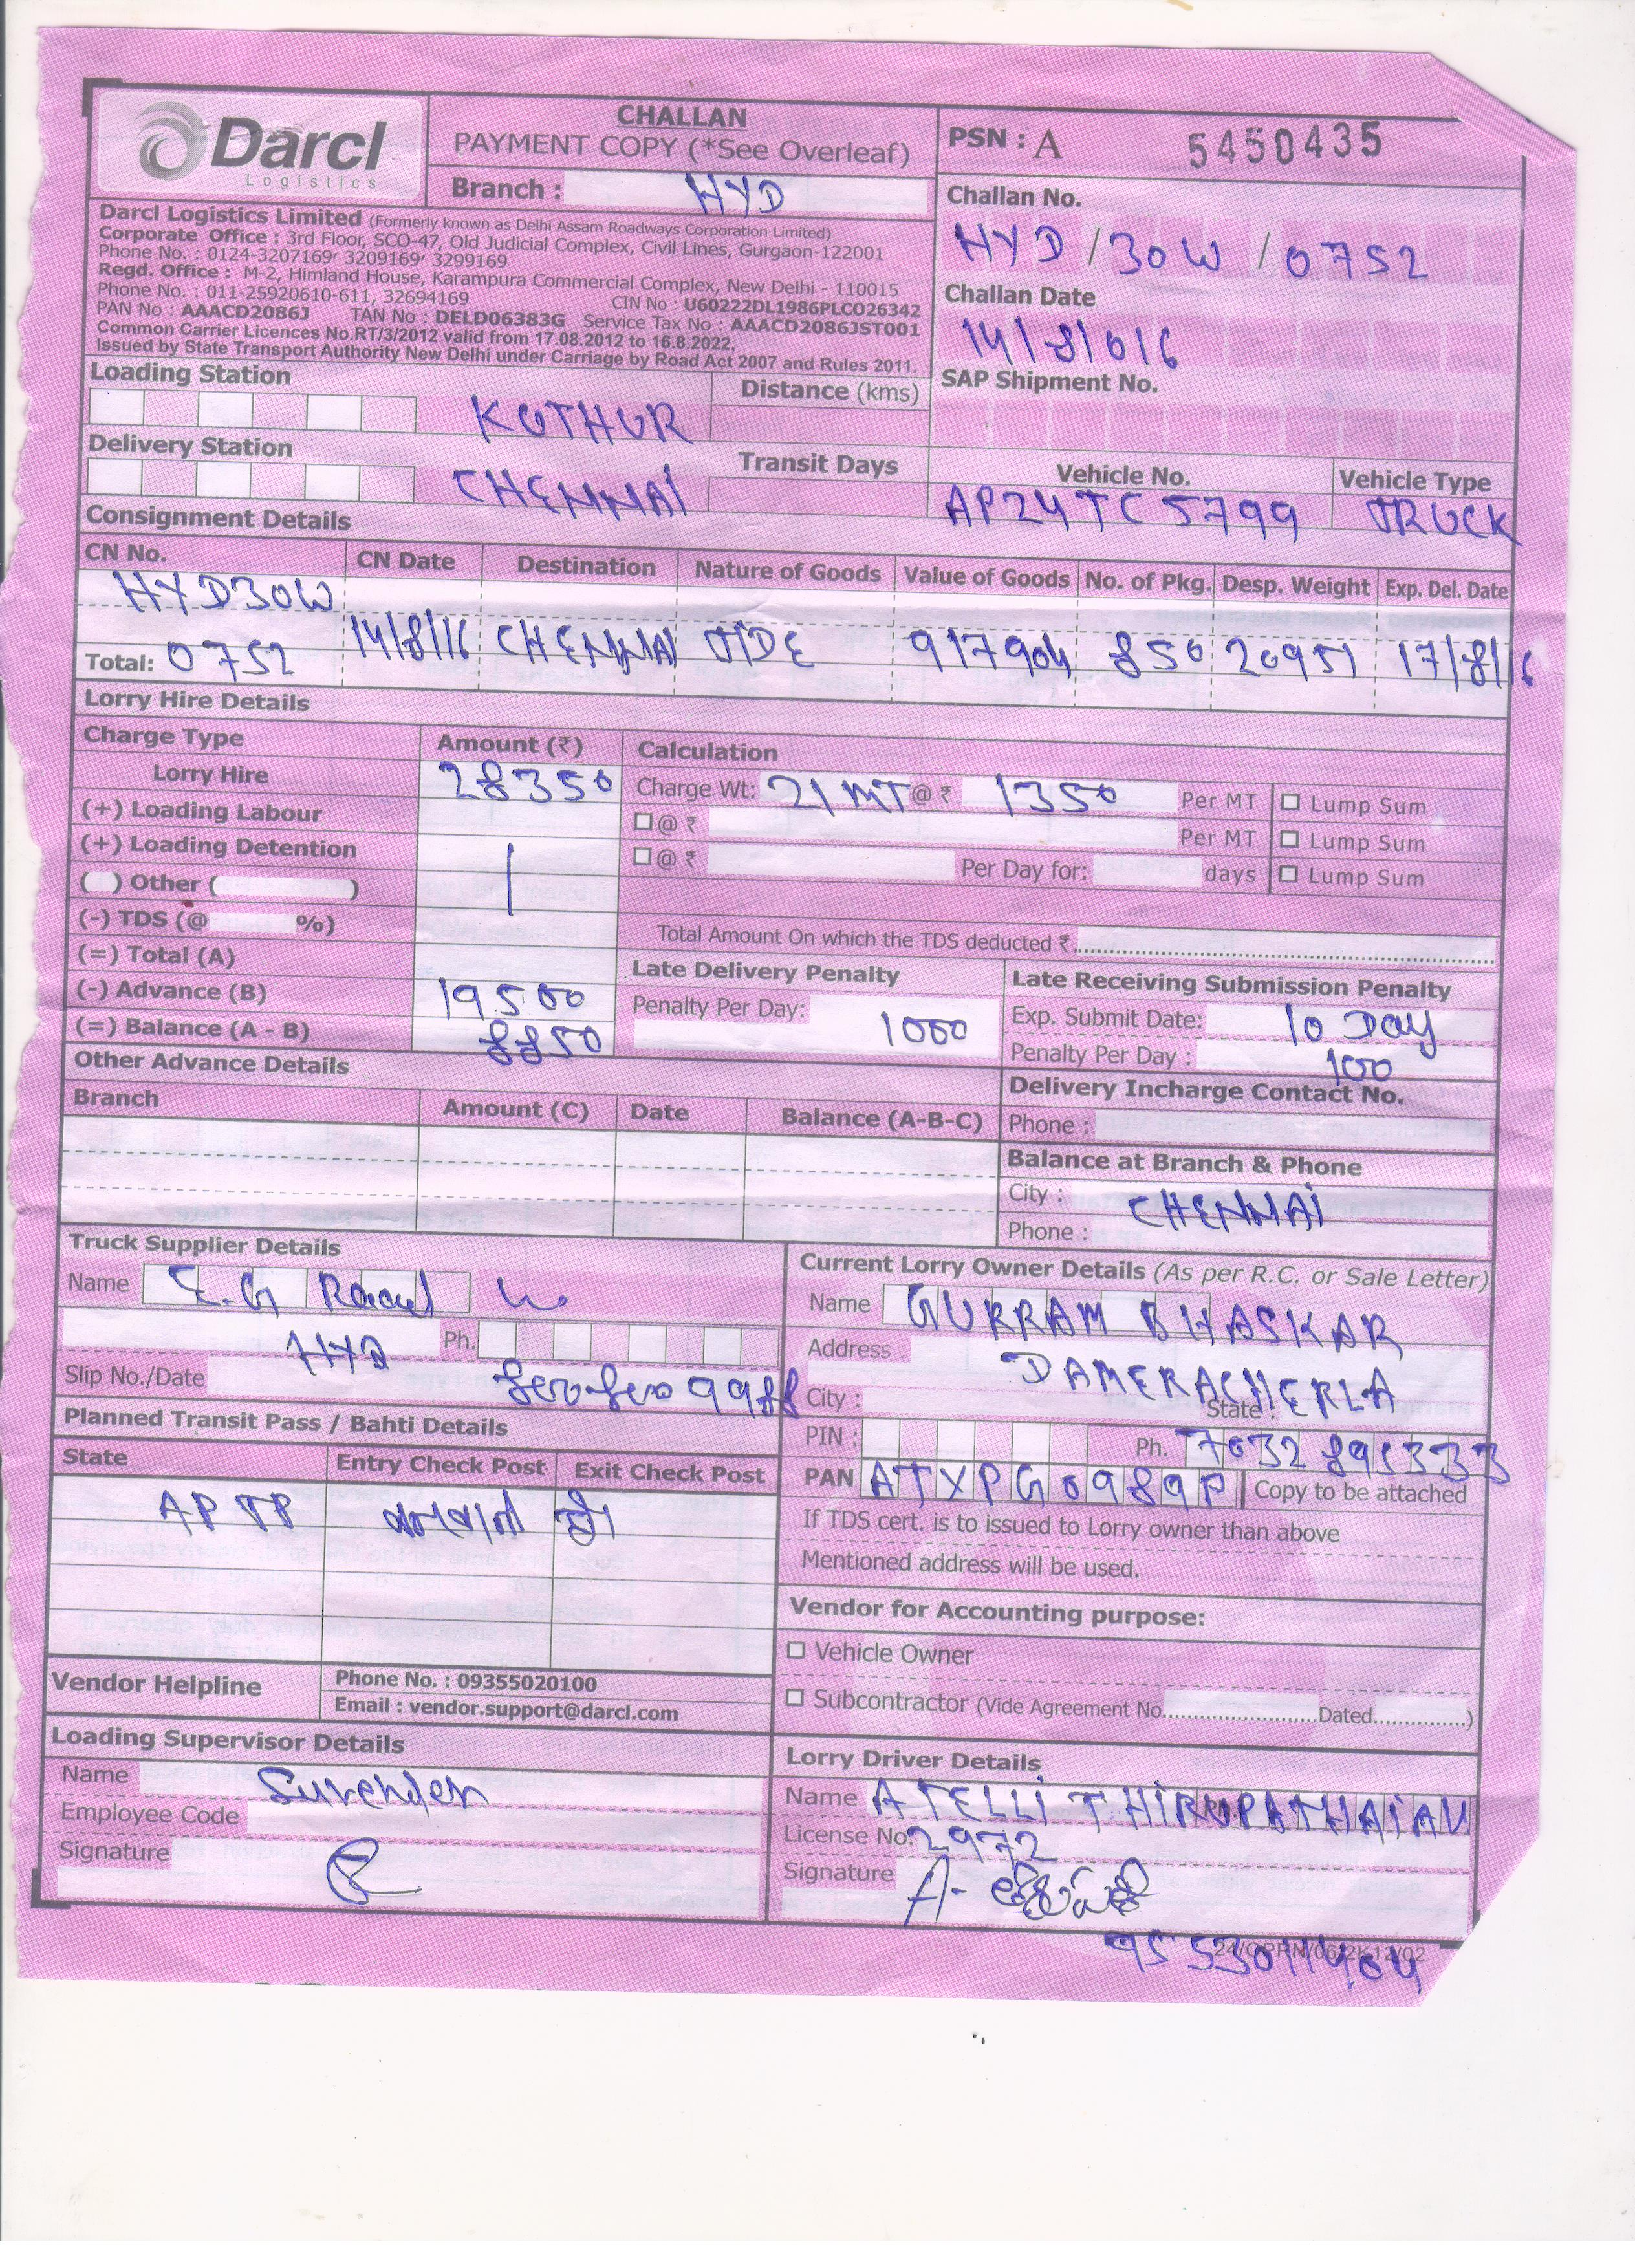 Darcl
Logistics
CHALLAN
PAYMENT COPY (*See Overleaf)
Branch : HYD
PSN : A 5450435
Challan No.
HYD/30W/0752
Challan Date
14/8/016
SAP Shipment No.
Darcl Logistics Limited (Formerly known as Delhi Assam Roadways Corporation Limited)
Corporate Office : 3rd Floor, SCO-47, Old Judicial Complex, Civil Lines, Gurgaon-122001
Phone No. : 0124-3207169, 3209169, 3299169
Regd. Office : M-2, Himland House, Karampura Commercial Complex, New Delhi - 110015
Phone No. : 011-25920610-611, 32694169 CIN No : U60222DL1986PLCO26342
PAN No : AAACD2086J TAN No : DELD06383G Service Tax No : AAACD2086JST001
Common Carrier Licences No.RT/3/2012 valid from 17.08.2012 to 16.8.2022,
Issued by State Transport Authority New Delhi under Carriage by Road Act 2007 and Rules 2011.
Loading Station KOTHUR Distance (kms)
Delivery Station CHENNAI Transit Days
Vehicle No. Vehicle Type
AP24TC5799 TRUCK
Consignment Details
CN No. CN Date Destination Nature of Goods Value of Goods No. of Pkg. Desp. Weight Exp. Del. Date
HYD30W
Total: 0752 14/8/16 CHENNAI 917904 850 20951 17/8/16
Lorry Hire Details
Charge Type Amount (₹) Calculation
Lorry Hire 28350 Charge Wt: 21 MT @ ₹ 1350 Per MT Lump Sum
(+) Loading Labour @ ₹ Per MT Lump Sum
(+) Loading Detention @ ₹ Per Day for: days Lump Sum
( ) Other ( )
(-) TDS (@ %) Total Amount On which the TDS deducted ₹
(=) Total (A)
(-) Advance (B) 19500
(=) Balance (A - B) 8850
Late Delivery Penalty
Penalty Per Day: 1000
Late Receiving Submission Penalty
Exp. Submit Date: 10 Day
Penalty Per Day : 100
Other Advance Details
Branch Amount (C) Date Balance (A-B-C)
Delivery Incharge Contact No.
Phone :
Balance at Branch & Phone
City : CHENNAI
Phone :
Truck Supplier Details
Name
HYD Ph.
Slip No./Date
Current Lorry Owner Details (As per R.C. or Sale Letter)
Name GURRAM BHASKAR
Address : DAMERACHERLA
City : State :
PIN : Ph. 7032895333
PAN ATXPG0989P Copy to be attached
If TDS cert. is to issued to Lorry owner than above
Mentioned address will be used.
Planned Transit Pass / Bahti Details
State Entry Check Post Exit Check Post
AP
Vendor for Accounting purpose:
Vehicle Owner
Subcontractor (Vide Agreement No. Dated )
Vendor Helpline
Phone No. : 09355020100
Email : vendor.support@darcl.com
Loading Supervisor Details
Name Surender
Employee Code
Signature
Lorry Driver Details
Name ATELLI
License No. 2972
Signature
24/OPRN/06/2K12/02
9553011404